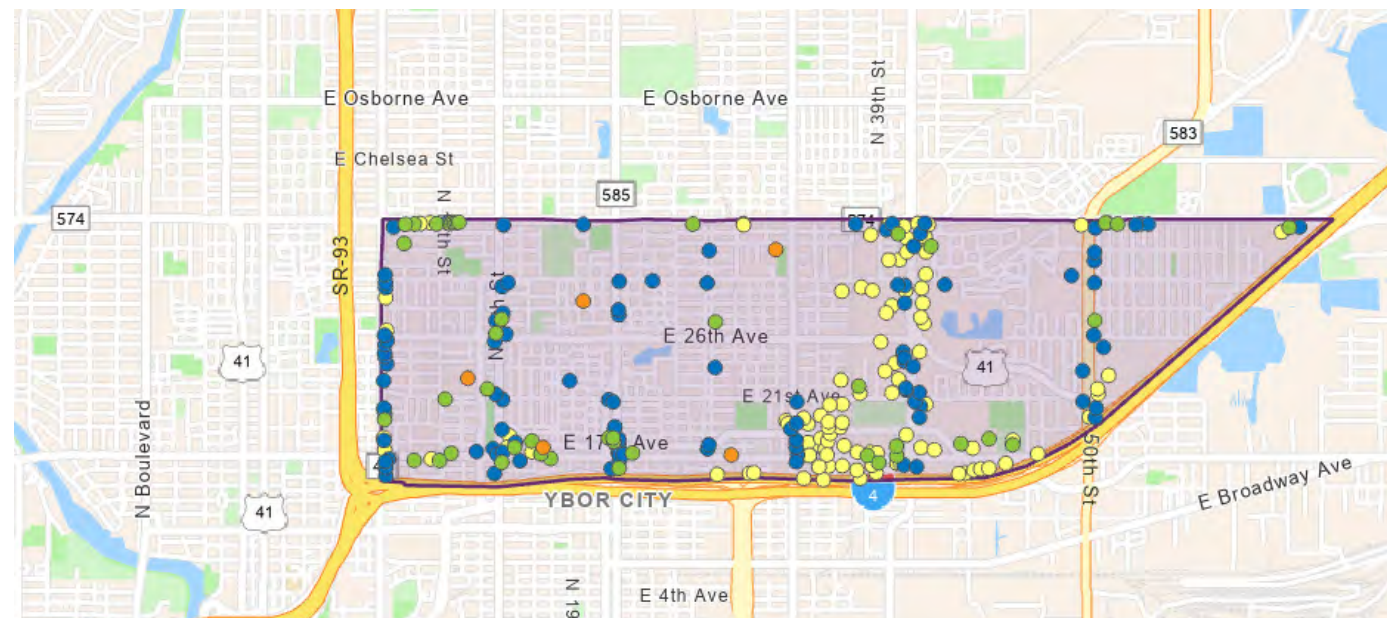 E Osborne Ave
E Osborne Ave
N 39th St
583
E Chelsea St
585
574
574
SR-93
E 26th Ave
41
41
E 21st Ave
N Boulevard
E 17th Ave
50th St
E Broadway Ave
YBOR CITY
4
41
N 19
E 4th Ave